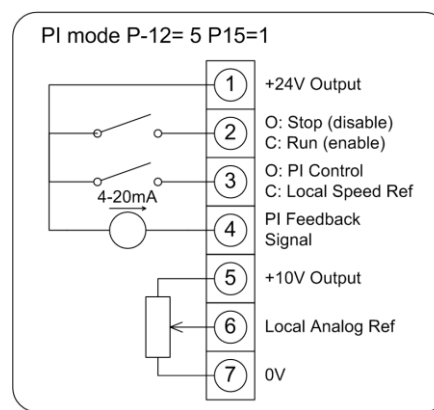 PI mode P-12= 5 P15=1
1 +24V Output
2 O: Stop (disable)
C: Run (enable)
3 O: PI Control
C: Local Speed Ref
4-20mA
4 PI Feedback
Signal
5 +10V Output
6 Local Analog Ref
7 0V